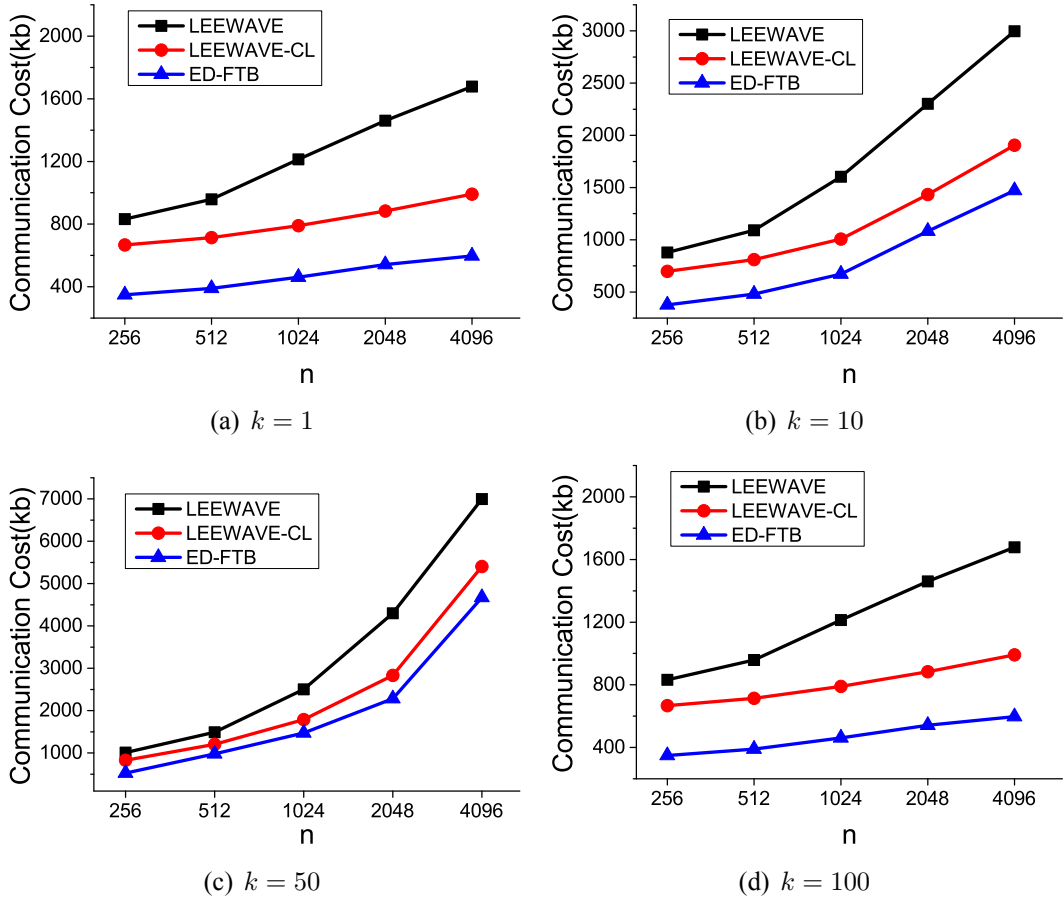 LEEWAVE
LEEWAVE-CL
ED-FTB
Communication Cost(kb)
2000
1600
1200
800
400
256 512 1024 2048 4096
n
(a) k = 1
LEEWAVE
LEEWAVE-CL
ED-FTB
Communication Cost(kb)
3000
2500
2000
1500
1000
500
256 512 1024 2048 4096
n
(b) k = 10
LEEWAVE
LEEWAVE-CL
ED-FTB
Communication Cost(kb)
7000
6000
5000
4000
3000
2000
1000
256 512 1024 2048 4096
n
(c) k = 50
LEEWAVE
LEEWAVE-CL
ED-FTB
Communication Cost(kb)
2000
1600
1200
800
400
256 512 1024 2048 4096
n
(d) k = 100